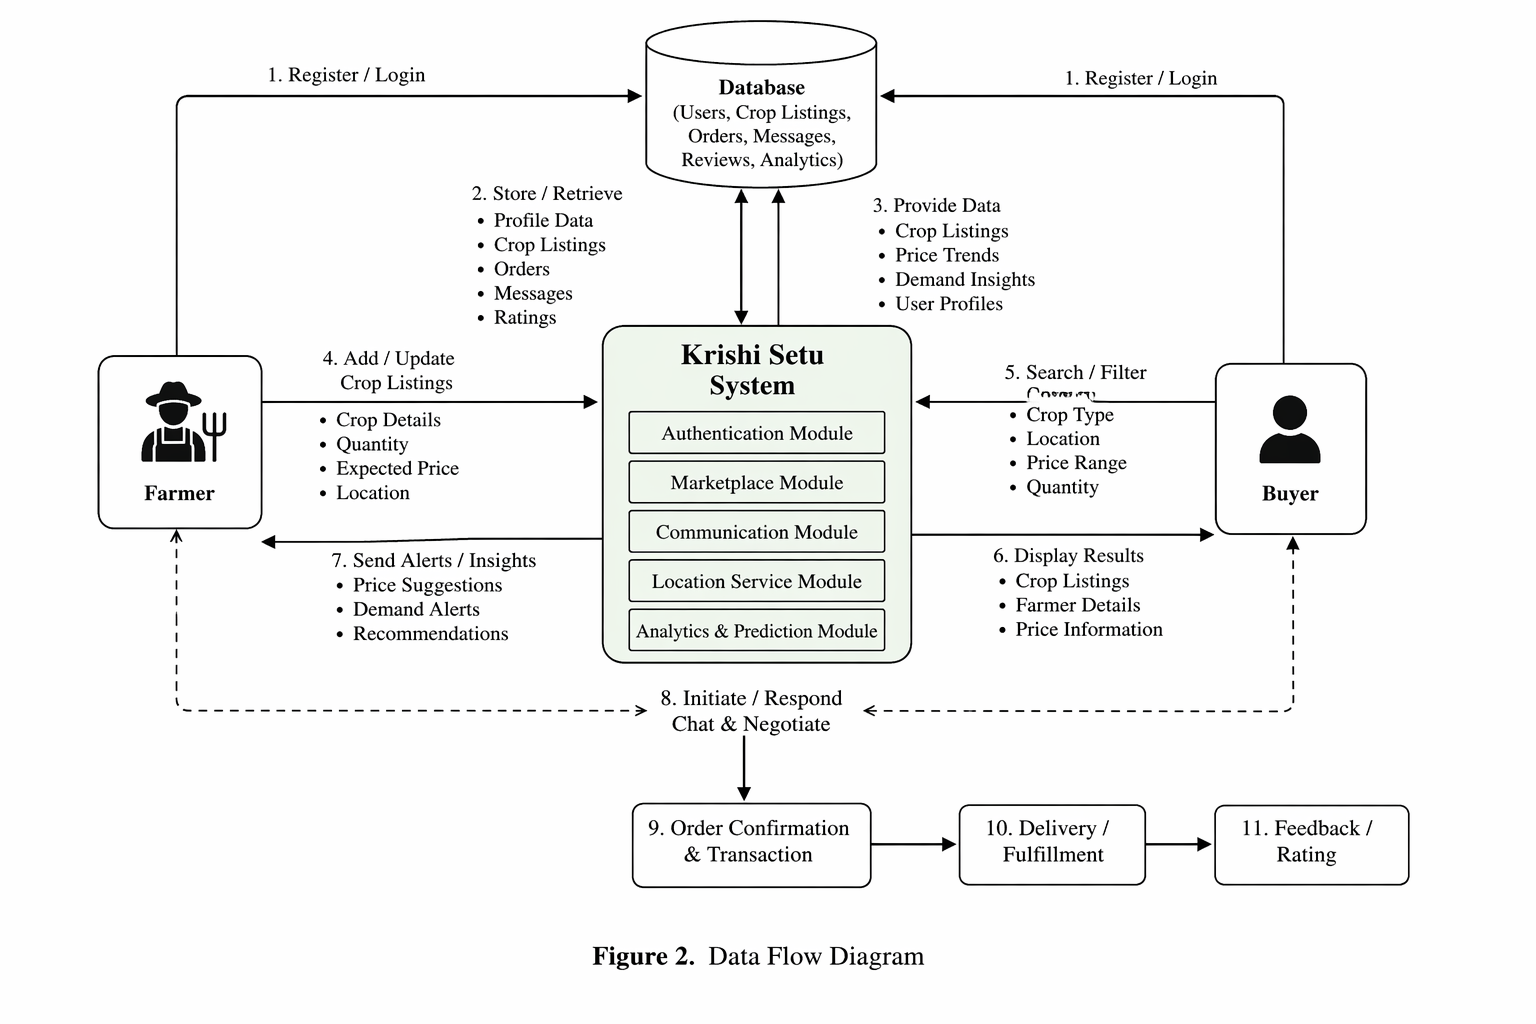 1. Register / Login
1. Register / Login
Database
(Users, Crop Listings,
Orders, Messages,
Reviews, Analytics)
2. Store / Retrieve
• Profile Data
• Crop Listings
• Orders
• Messages
• Ratings
3. Provide Data
• Crop Listings
• Price Trends
• Demand Insights
• User Profiles
4. Add / Update
Crop Listings
• Crop Details
• Quantity
• Expected Price
• Location
Farmer
Krishi Setu
System
Authentication Module
Marketplace Module
Communication Module
Location Service Module
Analytics & Prediction Module
5. Search / Filter
• Crop Type
• Location
• Price Range
• Quantity
Buyer
7. Send Alerts / Insights
• Price Suggestions
• Demand Alerts
• Recommendations
6. Display Results
• Crop Listings
• Farmer Details
• Price Information
8. Initiate / Respond
Chat & Negotiate
9. Order Confirmation
& Transaction
10. Delivery /
Fulfillment
11. Feedback /
Rating
Figure 2. Data Flow Diagram